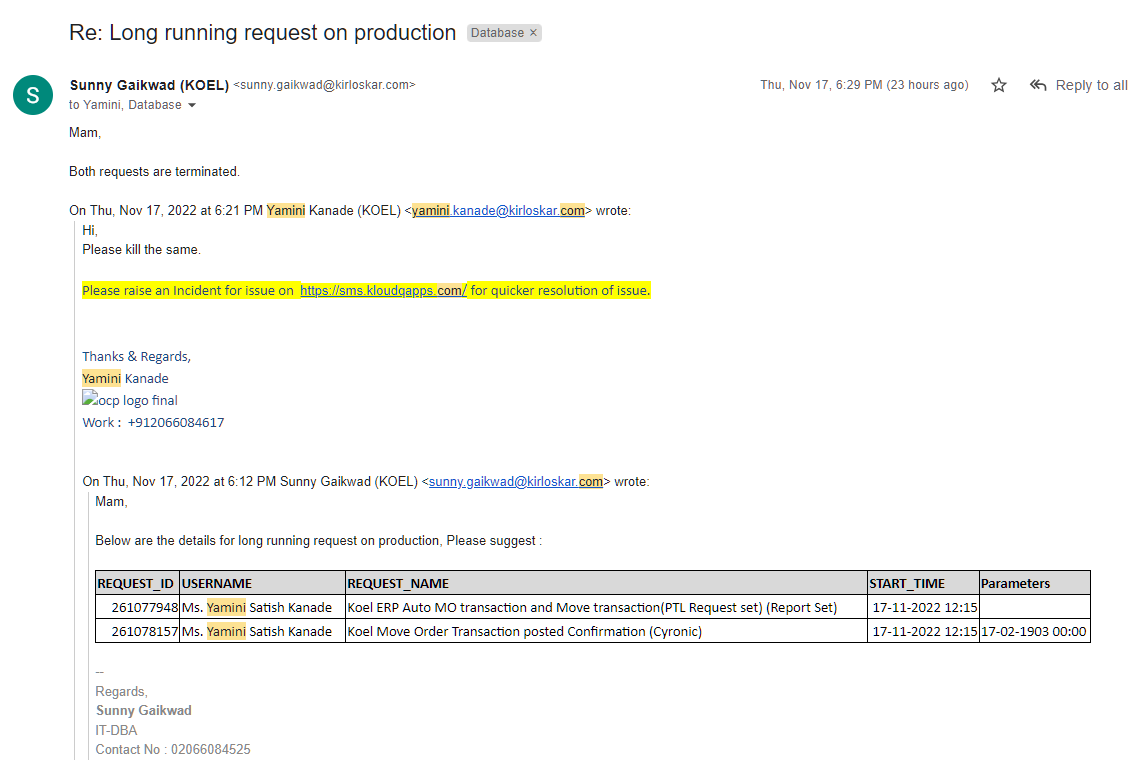 Re: Long running request on production Database ×
S
Sunny Gaikwad (KOEL) <sunny.gaikwad@kirloskar.com> Thu, Nov 17, 6:29 PM (23 hours ago) Reply to all
to Yamini, Database
Mam,
Both requests are terminated.
On Thu, Nov 17, 2022 at 6:21 PM Yamini Kanade (KOEL) <yamini.kanade@kirloskar.com> wrote:
Hi,
Please kill the same.
Please raise an Incident for issue on https://sms.kloudqapps.com/ for quicker resolution of issue.
Thanks & Regards,
Yamini Kanade
ocp logo final
Work : +912066084617
On Thu, Nov 17, 2022 at 6:12 PM Sunny Gaikwad (KOEL) <sunny.gaikwad@kirloskar.com> wrote:
Mam,
Below are the details for long running request on production, Please suggest :
REQUEST_ID USERNAME REQUEST_NAME START_TIME Parameters
261077948 Ms. Yamini Satish Kanade Koel ERP Auto MO transaction and Move transaction(PTL Request set) (Report Set) 17-11-2022 12:15
261078157 Ms. Yamini Satish Kanade Koel Move Order Transaction posted Confirmation (Cyronic) 17-11-2022 12:15 17-02-1903 00:00
--
Regards,
Sunny Gaikwad
IT-DBA
Contact No : 02066084525